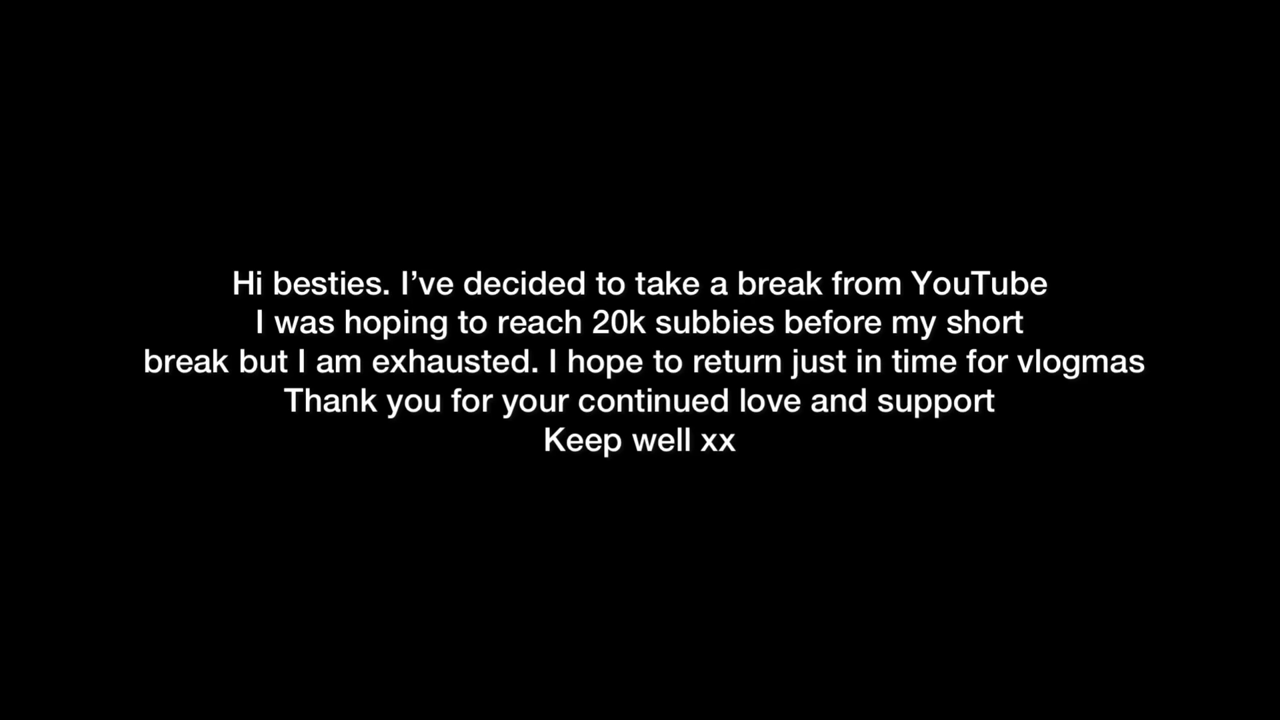 Hi besties. I’ve decided to take a break from YouTube
I was hoping to reach 20k subbies before my short
break but I am exhausted. I hope to return just in time for vlogmas
Thank you for your continued love and support
Keep well xx